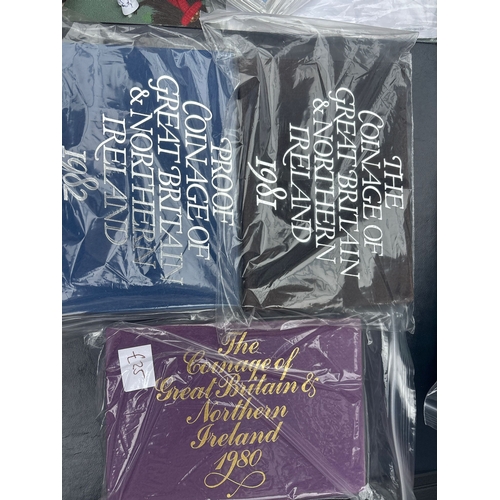 PROOF
COINAGE OF
GREAT BRITAIN
& NORTHERN
IRELAND
1982
THE
COINAGE OF
GREAT BRITAIN
& NORTHERN
IRELAND
1981
£25
The
Coinage of
Great Britain &
Northern
Ireland
1980